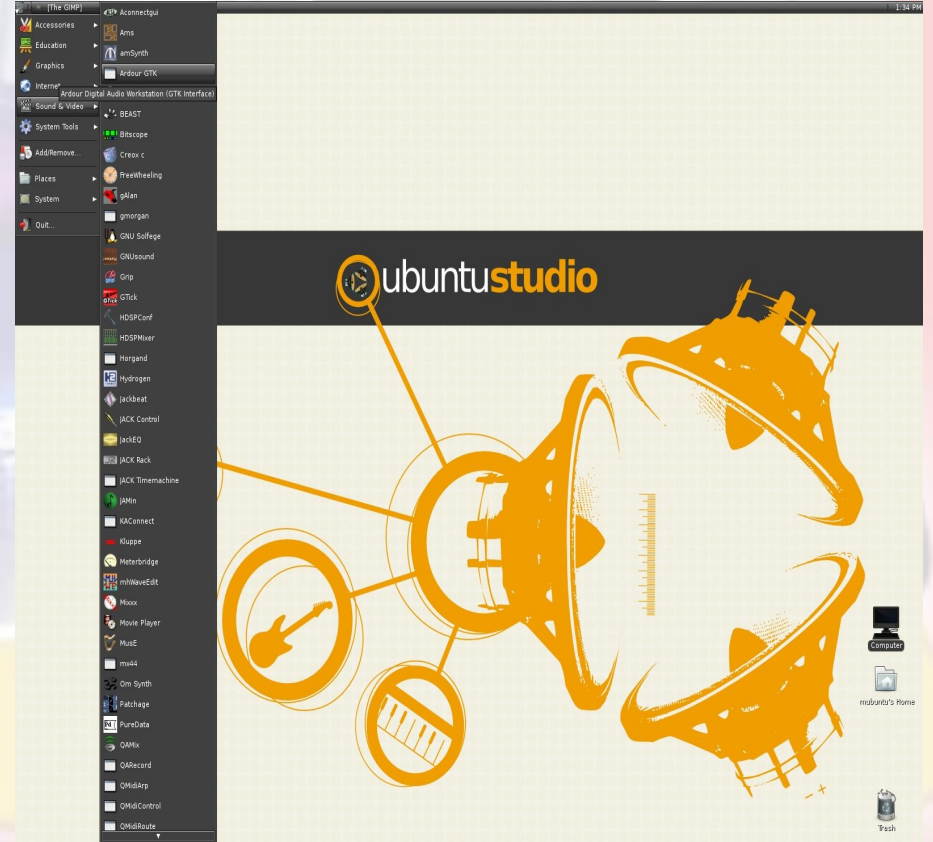 [The GIMP]
1:34 PM
Accessories
Education
Graphics
Internet
Sound & Video
System Tools
Add/Remove...
Places
System
Quit...
Aconnectgui
Ams
amSynth
Ardour GTK
Ardour Digital Audio Workstation (GTK Interface)
BEAST
Bitscope
Creox c
FreeWheeling
gAlan
gmorgan
GNU Solfege
GNUsound
Grip
GTick
HDSPConf
HDSPMixer
Horgand
Hydrogen
Jackbeat
JACK Control
JackEQ
JACK Rack
JACK Timemachine
JAMin
KAConnect
Kluppe
Meterbridge
mhWaveEdit
Mixxx
Movie Player
MusE
mx44
Om Synth
Patchage
PureData
QAMix
QARecord
QMidiArp
QMidiControl
QMidiRoute
ubuntustudio
Computer
mubuntu's Home
Trash